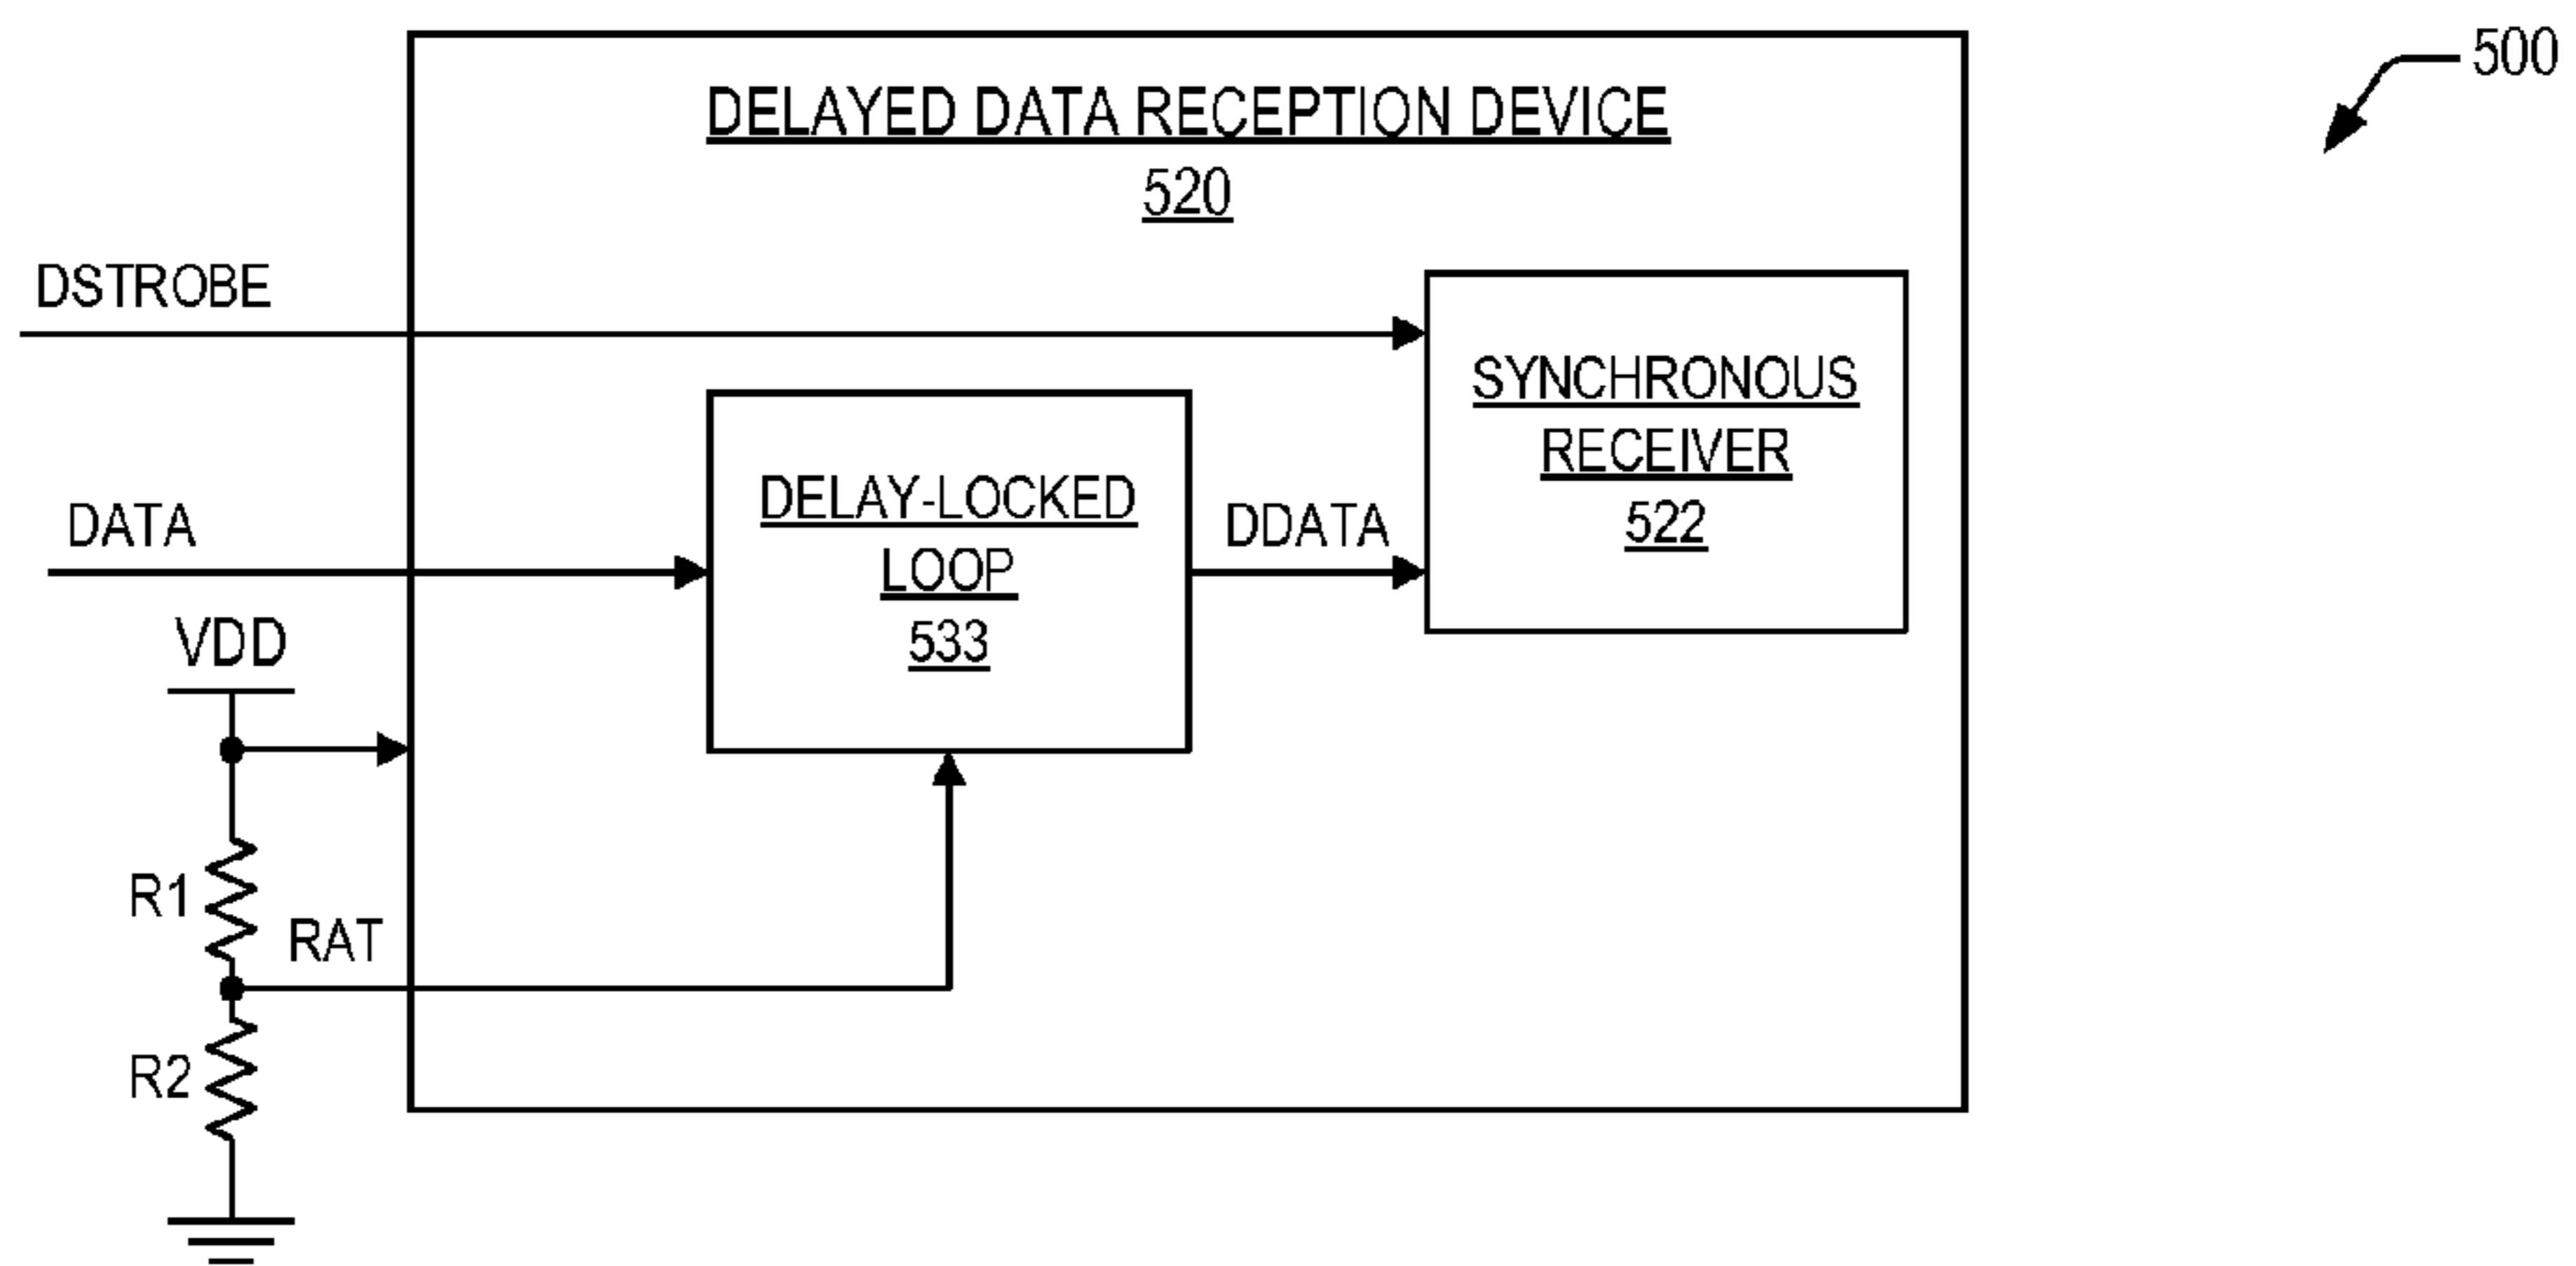 500
DELAYED DATA RECEPTION DEVICE
520
DSTROBE
SYNCHRONOUS
RECEIVER
522
DATA
DELAY-LOCKED
LOOP
533
DDATA
VDD
R1
RAT
R2